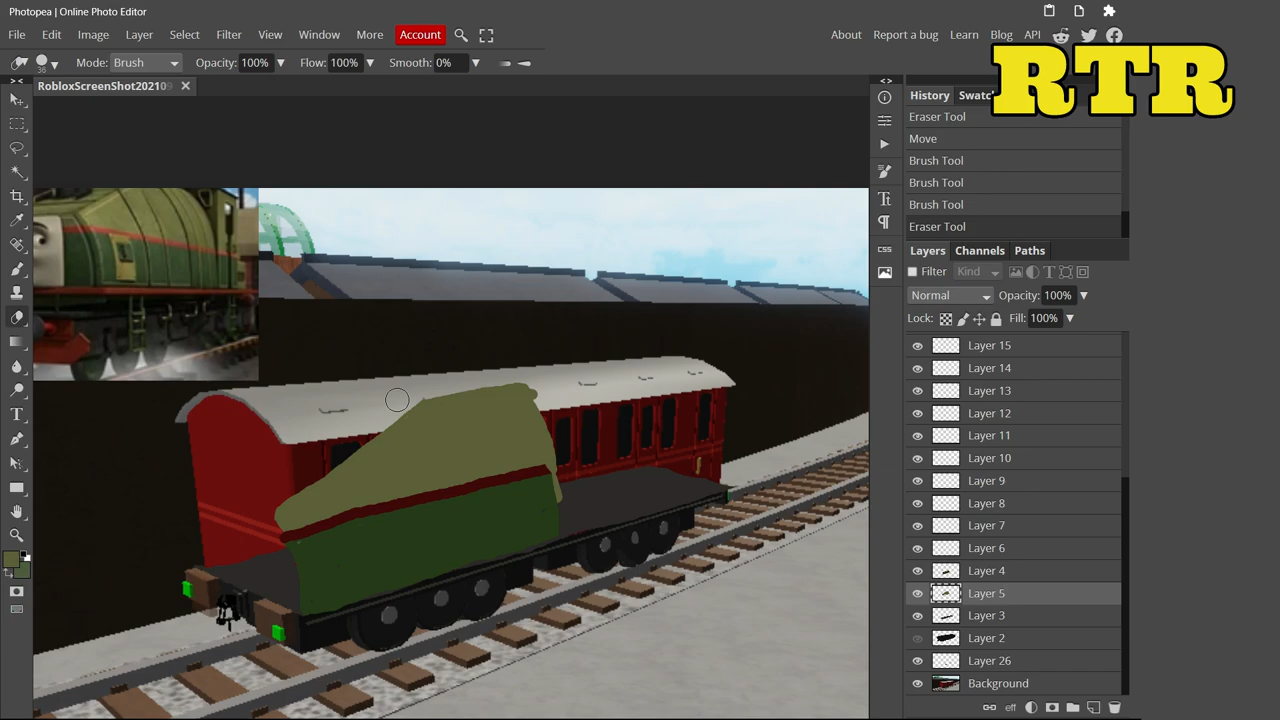 Photopea | Online Photo Editor
File Edit Image Layer Select Filter View Window More Account
About Report a bug Learn Blog API
36 Mode: Brush Opacity: 100% Flow: 100% Smooth: 0%
RTR
RobloxScreenShot202109
> <
< >
History Swatc
Eraser Tool
Move
Brush Tool
Brush Tool
Brush Tool
Eraser Tool
Layers Channels Paths
Filter Kind
Normal Opacity: 100%
Lock: Fill: 100%
CSS
Layer 15
Layer 14
Layer 13
Layer 12
Layer 11
Layer 10
Layer 9
Layer 8
Layer 7
Layer 6
Layer 4
Layer 5
Layer 3
Layer 2
Layer 26
Background
eff